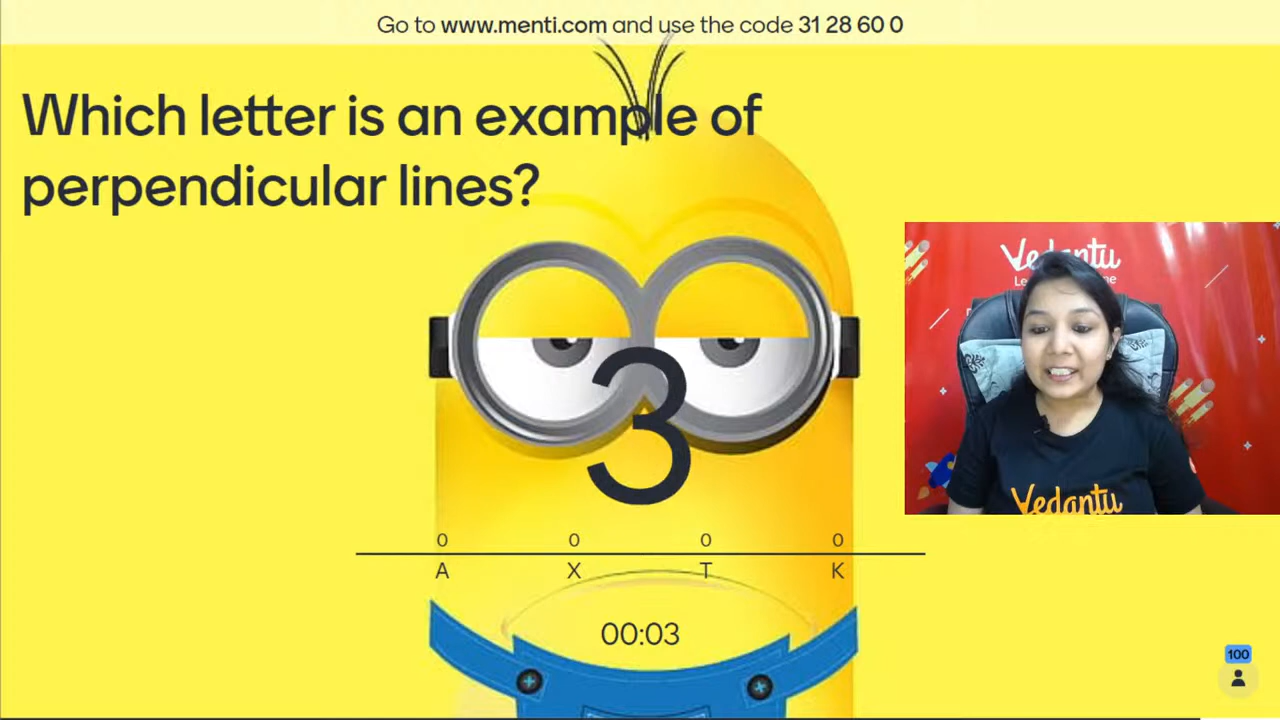 Go to www.menti.com and use the code 31 28 60 0
Which letter is an example of
perpendicular lines?
Vedantu
3
Vedantu
0 0 0 0
A X T K
00:03
100